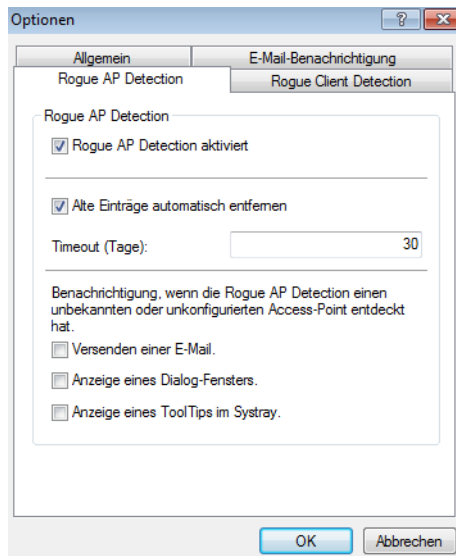 Optionen
Allgemein
E-Mail-Benachrichtigung
Rogue AP Detection
Rogue Client Detection
Rogue AP Detection
Rogue AP Detection aktiviert
Alte Einträge automatisch entfernen
Timeout (Tage):
30
Benachrichtigung, wenn die Rogue AP Detection einen
unbekannten oder unkonfigurierten Access-Point entdeckt
hat.
Versenden einer E-Mail.
Anzeige eines Dialog-Fensters.
Anzeige eines ToolTips im Systray.
OK
Abbrechen